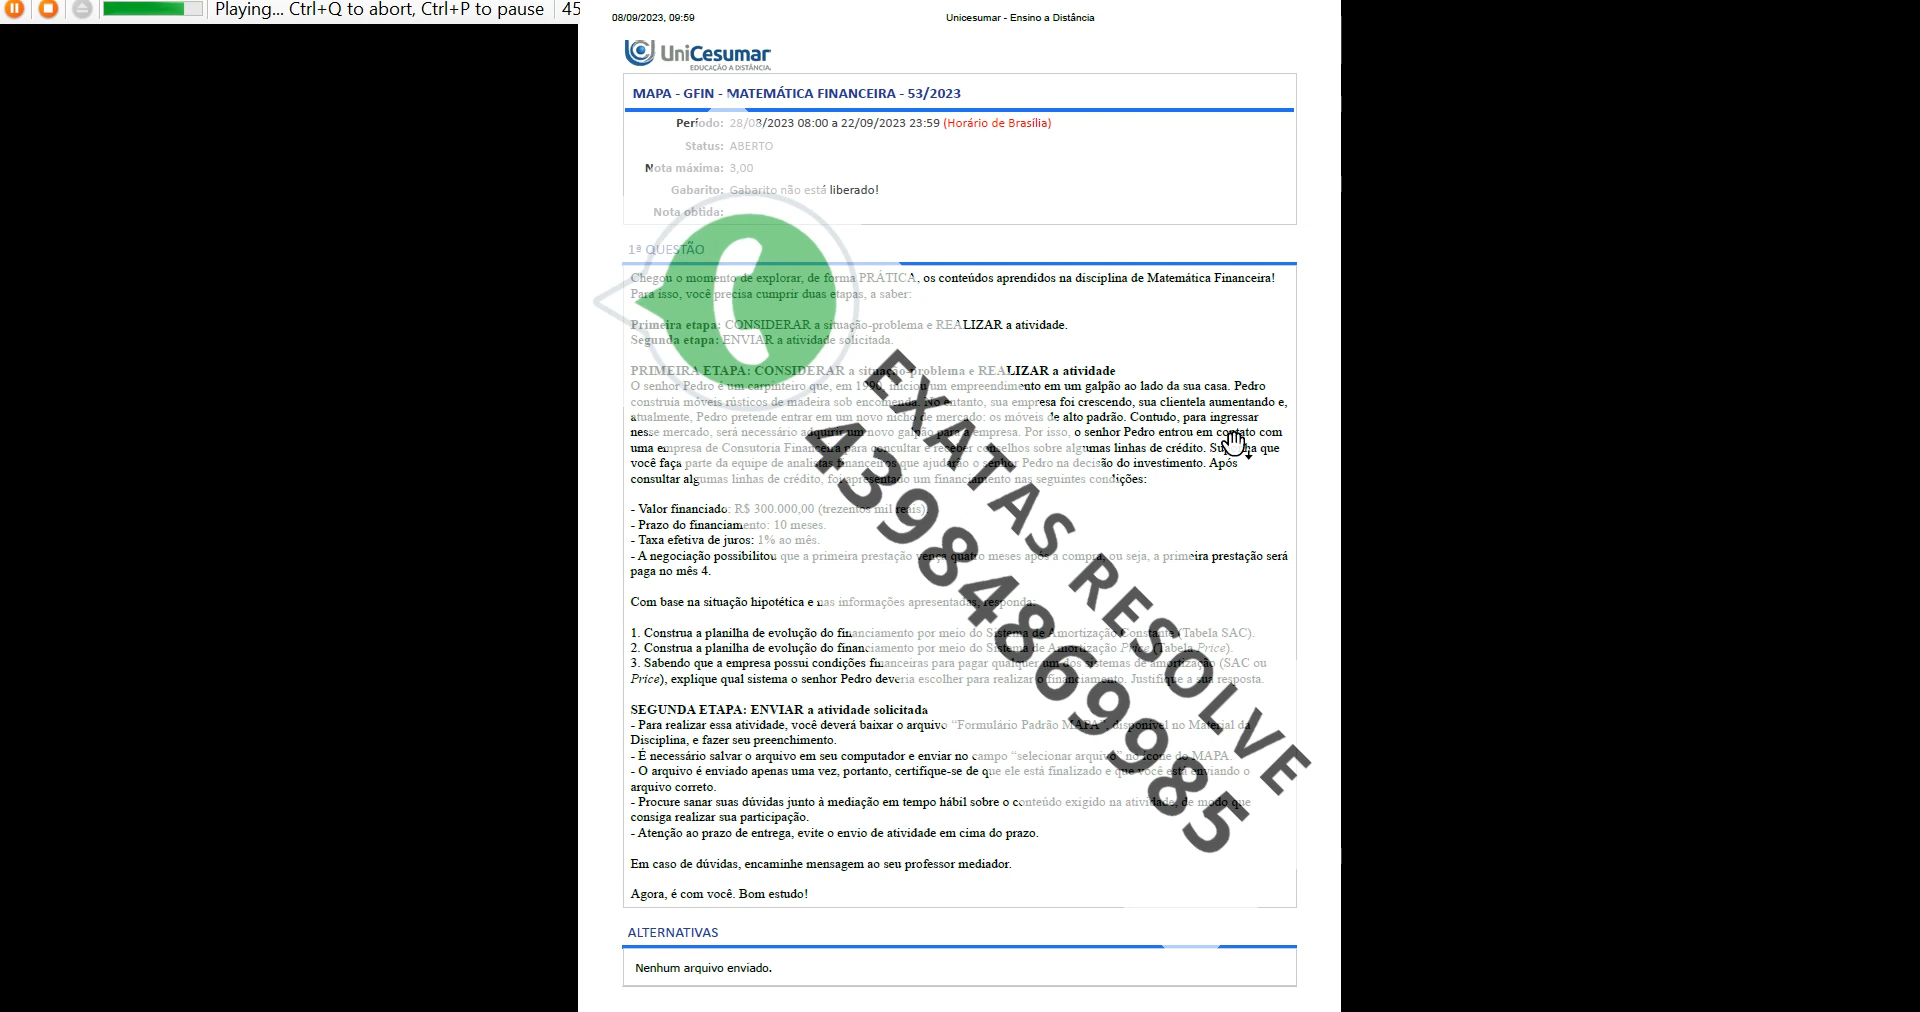 Playing... Ctrl+Q to abort, Ctrl+P to pause 45
08/09/2023, 09:59 Unicesumar - Ensino a Distância
UniCesumar
EDUCAÇÃO A DISTÂNCIA.
MAPA - GFIN - MATEMÁTICA FINANCEIRA - 53/2023
Período: 28/08/2023 08:00 a 22/09/2023 23:59 (Horário de Brasília)
Status: ABERTO
Nota máxima: 3,00
Gabarito: Gabarito não está liberado!
Nota obtida:
1ª QUESTÃO
Chegou o momento de explorar, de forma PRÁTICA, os conteúdos aprendidos na disciplina de Matemática Financeira!
Para isso, você precisa cumprir duas etapas, a saber:
Primeira etapa: CONSIDERAR a situação-problema e REALIZAR a atividade.
Segunda etapa: ENVIAR a atividade solicitada.
PRIMEIRA ETAPA: CONSIDERAR a situação-problema e REALIZAR a atividade
O senhor Pedro é um carpinteiro que, em 1990, iniciou um empreendimento em um galpão ao lado da sua casa. Pedro
construía móveis rústicos de madeira sob encomenda. No entanto, sua empresa foi crescendo, sua clientela aumentando e,
atualmente, Pedro pretende entrar em um novo nicho de mercado: os móveis de alto padrão. Contudo, para ingressar
nesse mercado, será necessário adquirir um novo galpão para a empresa. Por isso, o senhor Pedro entrou em contato com
uma empresa de Consutoria Financeira para concultar e receber conselhos sobre algumas linhas de crédito. Suponha que
você faça parte da equipe de analistas financeiros que ajudarão o senhor Pedro na decisão do investimento. Após
consultar algumas linhas de crédito, foi apresentado um financiamento nas seguintes condições:
- Valor financiado: R$ 300.000,00 (trezentos mil reais).
- Prazo do financiamento: 10 meses.
- Taxa efetiva de juros: 1% ao mês.
- A negociação possibilitou que a primeira prestação vença quatro meses após a compra, ou seja, a primeira prestação será
paga no mês 4.
Com base na situação hipotética e nas informações apresentadas, responda:
1. Construa a planilha de evolução do financiamento por meio do Sistema de Amortização Constante (Tabela SAC).
2. Construa a planilha de evolução do financiamento por meio do Sistema de Amortização Price (Tabela Price).
3. Sabendo que a empresa possui condições financeiras para pagar qualquer um dos sistemas de amortização (SAC ou
Price), explique qual sistema o senhor Pedro deveria escolher para realizar o financiamento. Justifique a sua resposta.
SEGUNDA ETAPA: ENVIAR a atividade solicitada
- Para realizar essa atividade, você deverá baixar o arquivo “Formulário Padrão MAPA”, disponível no Material da
Disciplina, e fazer seu preenchimento.
- É necessário salvar o arquivo em seu computador e enviar no campo “selecionar arquivo” no ícone do MAPA.
- O arquivo é enviado apenas uma vez, portanto, certifique-se de que ele está finalizado e que você está enviando o
arquivo correto.
- Procure sanar suas dúvidas junto à mediação em tempo hábil sobre o conteúdo exigido na atividade, de modo que
consiga realizar sua participação.
- Atenção ao prazo de entrega, evite o envio de atividade em cima do prazo.
Em caso de dúvidas, encaminhe mensagem ao seu professor mediador.
Agora, é com você. Bom estudo!
ALTERNATIVAS
Nenhum arquivo enviado.
EXATAS RESOLVE
43984869985